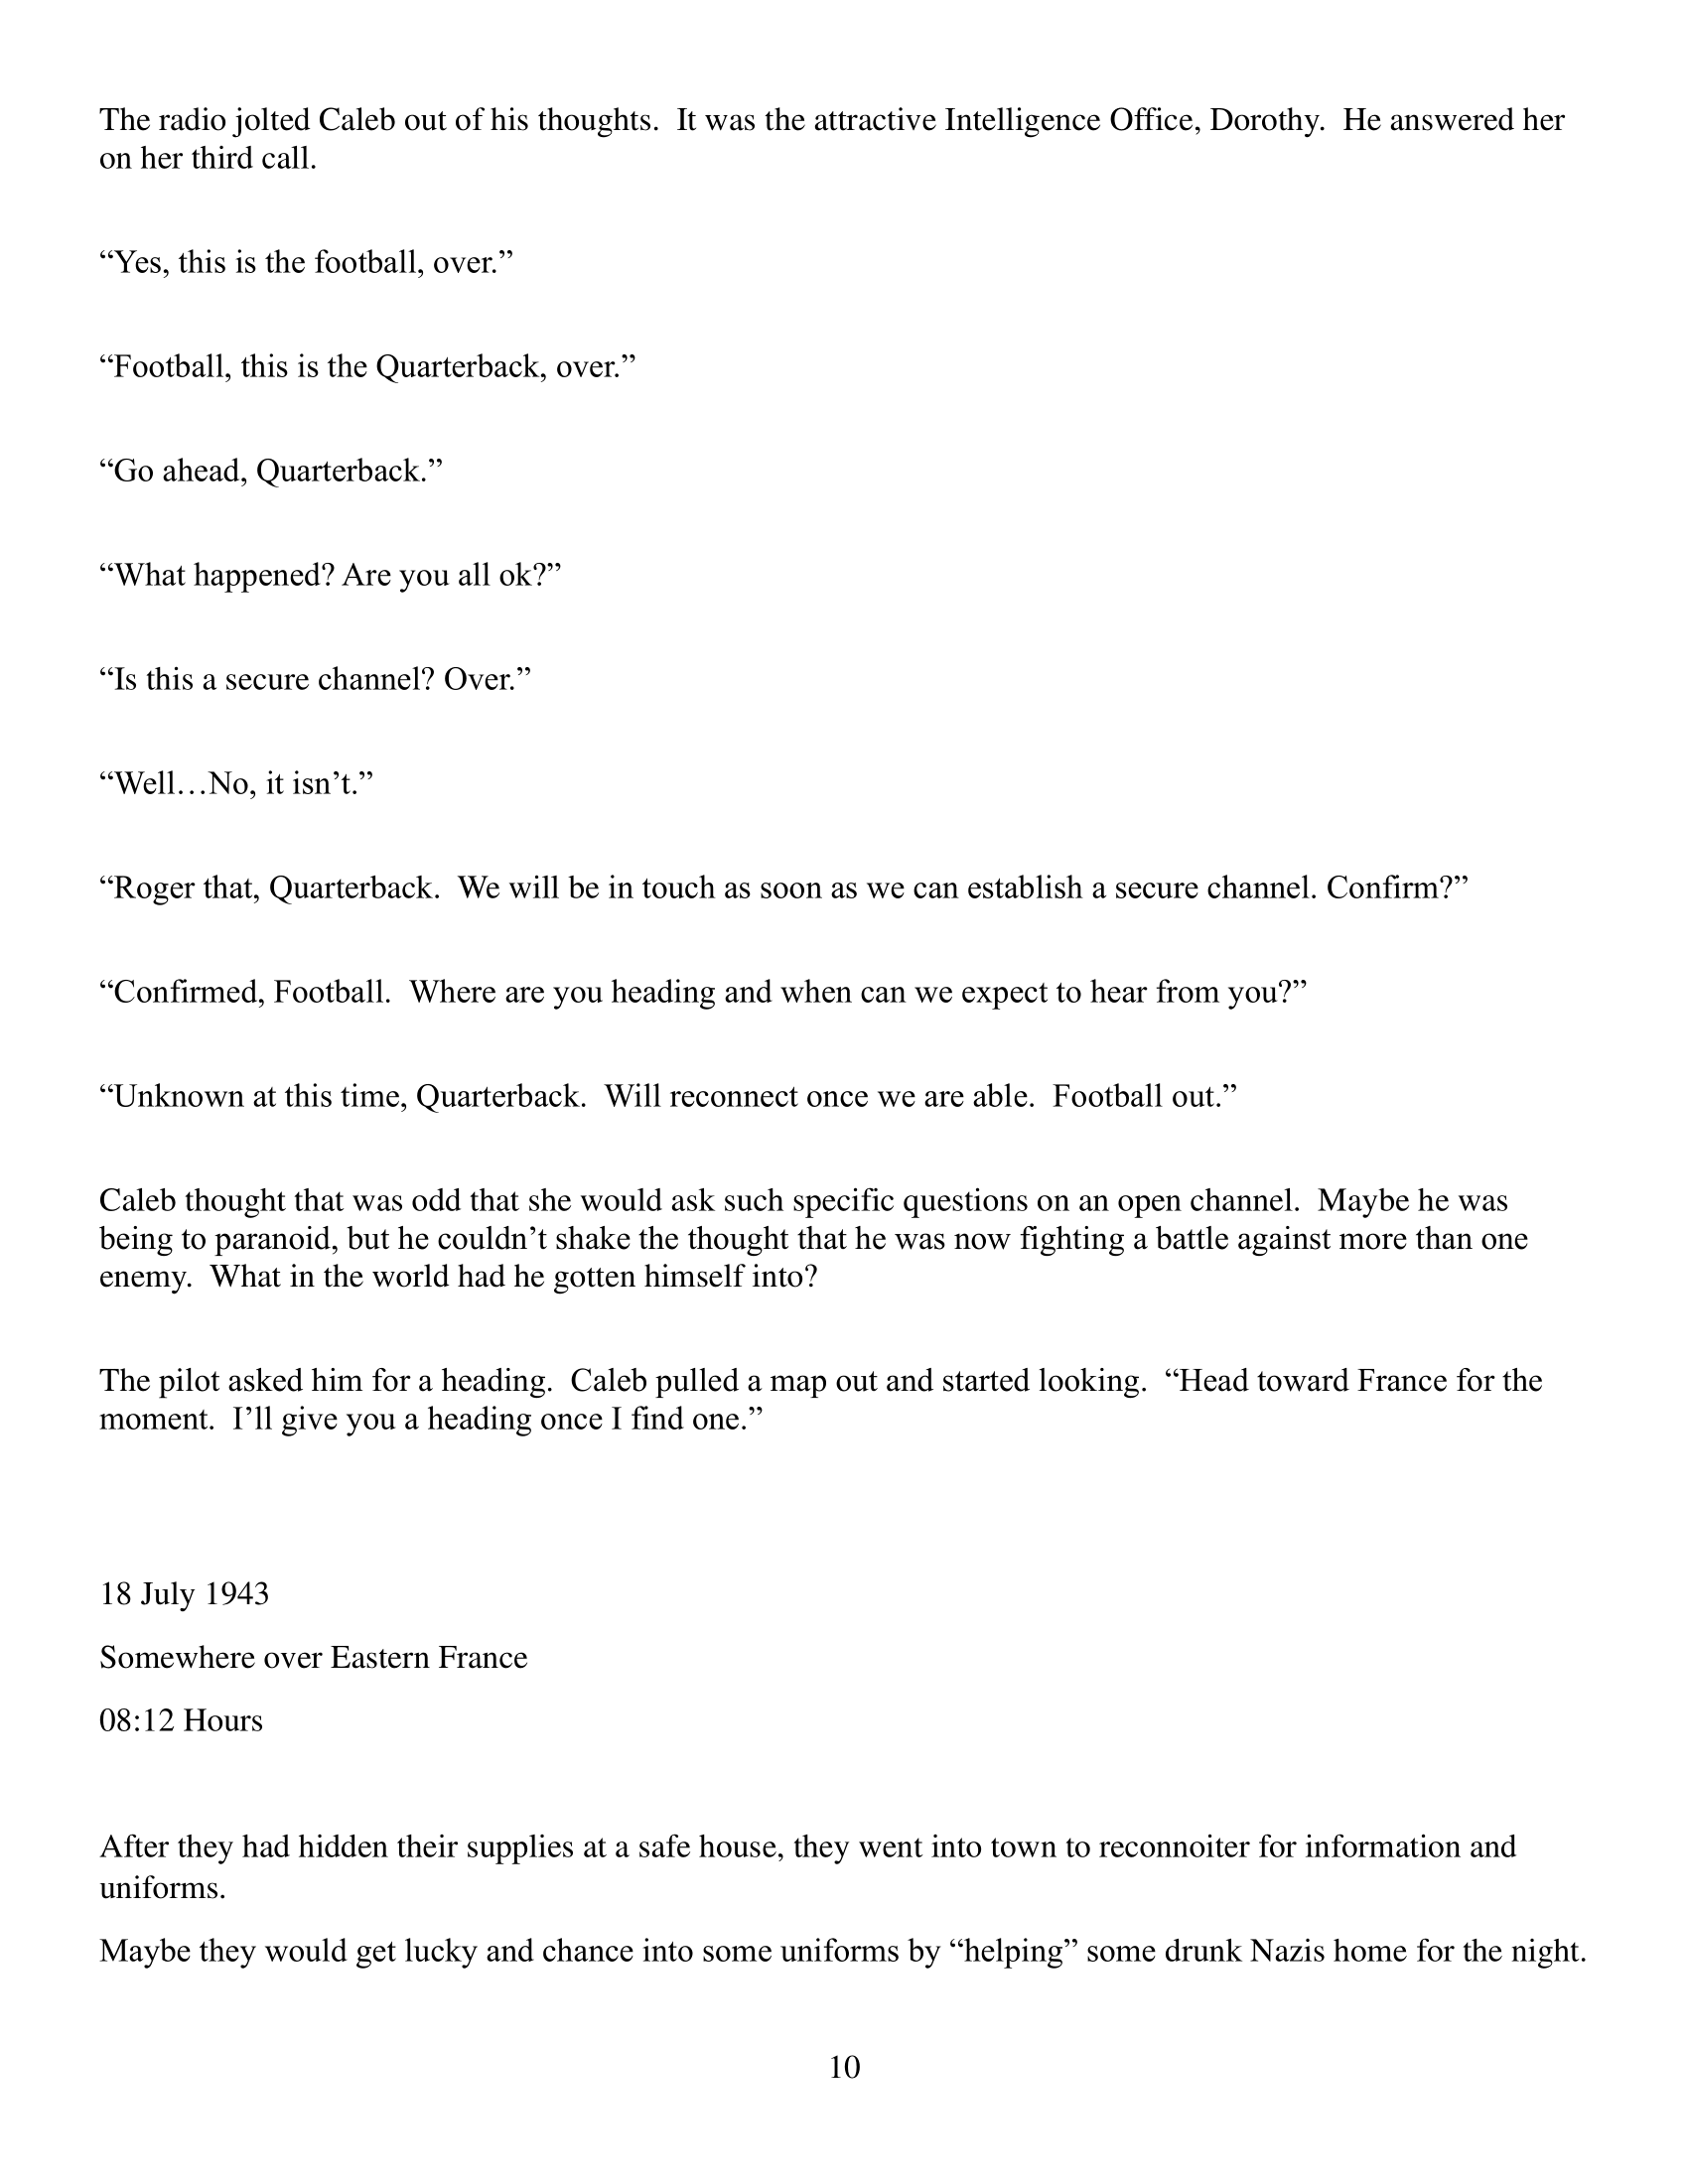 The radio jolted Caleb out of his thoughts.  It was the attractive Intelligence Office, Dorothy.  He answered her
on her third call.
“Yes, this is the football, over.”
“Football, this is the Quarterback, over.”
“Go ahead, Quarterback.”
“What happened? Are you all ok?”
“Is this a secure channel? Over.”
“Well…No, it isn’t.”
“Roger that, Quarterback.  We will be in touch as soon as we can establish a secure channel. Confirm?”
“Confirmed, Football.  Where are you heading and when can we expect to hear from you?”
“Unknown at this time, Quarterback.  Will reconnect once we are able.  Football out.”
Caleb thought that was odd that she would ask such specific questions on an open channel.  Maybe he was
being to paranoid, but he couldn’t shake the thought that he was now fighting a battle against more than one
enemy.  What in the world had he gotten himself into?
The pilot asked him for a heading.  Caleb pulled a map out and started looking.  “Head toward France for the
moment.  I’ll give you a heading once I find one.”
18 July 1943
Somewhere over Eastern France
08:12 Hours
After they had hidden their supplies at a safe house, they went into town to reconnoiter for information and
uniforms.
Maybe they would get lucky and chance into some uniforms by “helping” some drunk Nazis home for the night.
10